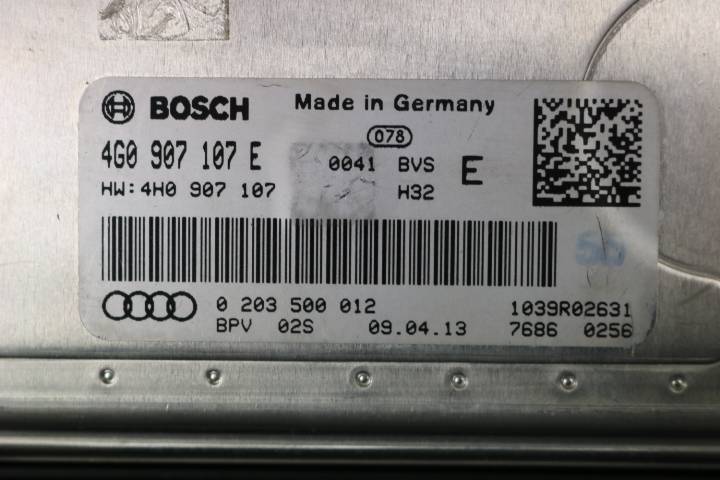 BOSCH Made in Germany
078
4G0 907 107 E 0041 BVS E
HW:4H0 907 107 H32
0 203 500 012 1039R02631
BPV 02S 09.04.13 7686 0256